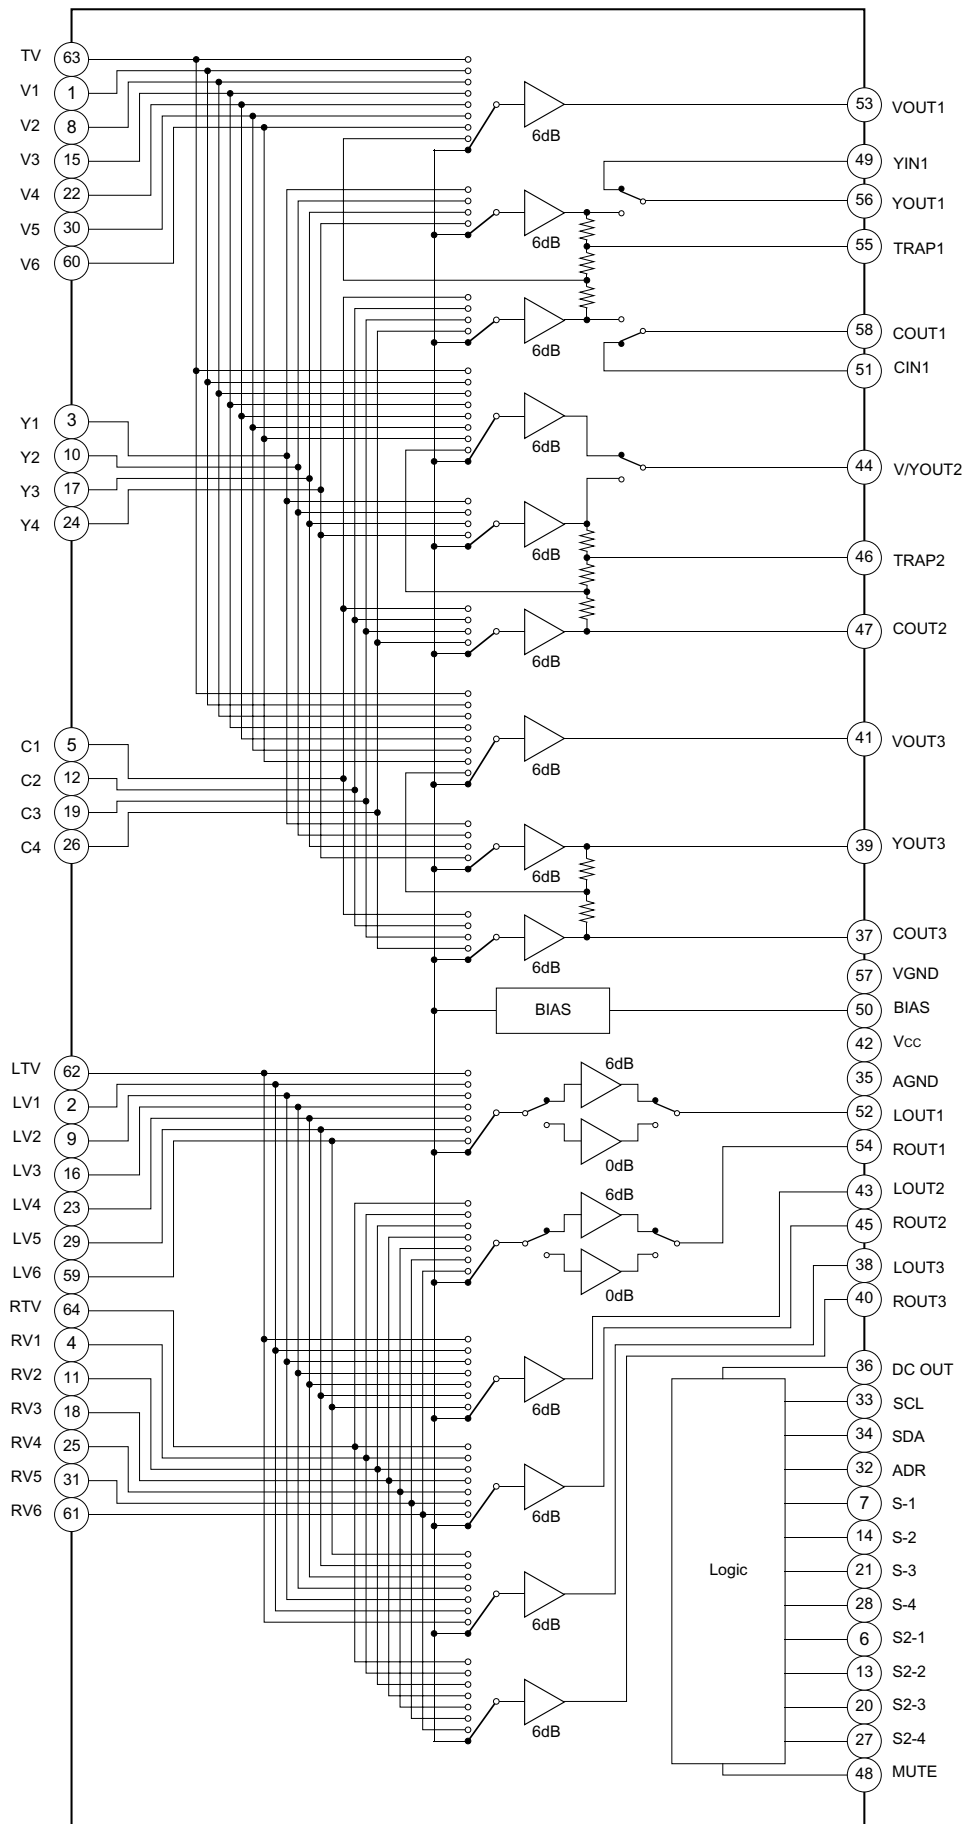 TV 63
V1 1
V2 8
V3 15
V4 22
V5 30
V6 60
Y1 3
Y2 10
Y3 17
Y4 24
C1 5
C2 12
C3 19
C4 26
LTV 62
LV1 2
LV2 9
LV3 16
LV4 23
LV5 29
LV6 59
RTV 64
RV1 4
RV2 11
RV3 18
RV4 25
RV5 31
RV6 61
6dB
6dB
6dB
6dB
6dB
6dB
6dB
6dB
6dB
BIAS
6dB
0dB
6dB
0dB
6dB
6dB
6dB
6dB
Logic
53 VOUT1
49 YIN1
56 YOUT1
55 TRAP1
58 COUT1
51 CIN1
44 V/YOUT2
46 TRAP2
47 COUT2
41 VOUT3
39 YOUT3
37 COUT3
57 VGND
50 BIAS
42 VCC
35 AGND
52 LOUT1
54 ROUT1
43 LOUT2
45 ROUT2
38 LOUT3
40 ROUT3
36 DC OUT
33 SCL
34 SDA
32 ADR
7 S-1
14 S-2
21 S-3
28 S-4
6 S2-1
13 S2-2
20 S2-3
27 S2-4
48 MUTE